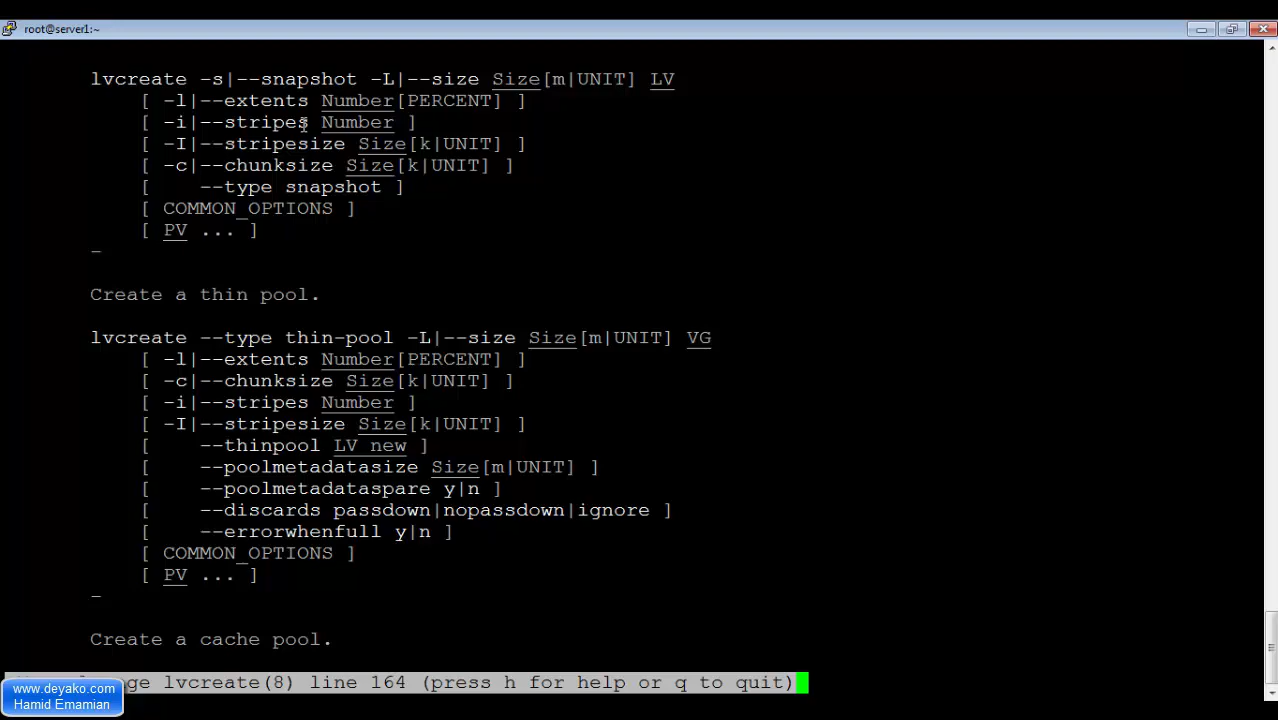 root@server1:~
lvcreate -s|--snapshot -L|--size Size[m|UNIT] LV
[ -l|--extents Number[PERCENT] ]
[ -i|--stripes Number ]
[ -I|--stripesize Size[k|UNIT] ]
[ -c|--chunksize Size[k|UNIT] ]
[ --type snapshot ]
[ COMMON_OPTIONS ]
[ PV ... ]
Create a thin pool.
lvcreate --type thin-pool -L|--size Size[m|UNIT] VG
[ -l|--extents Number[PERCENT] ]
[ -c|--chunksize Size[k|UNIT] ]
[ -i|--stripes Number ]
[ -I|--stripesize Size[k|UNIT] ]
[ --thinpool LV_new ]
[ --poolmetadatasize Size[m|UNIT] ]
[ --poolmetadataspare y|n ]
[ --discards passdown|nopassdown|ignore ]
[ --errorwhenfull y|n ]
[ COMMON_OPTIONS ]
[ PV ... ]
Create a cache pool.
ge lvcreate(8) line 164 (press h for help or q to quit)
www.deyako.com
Hamid Emamian